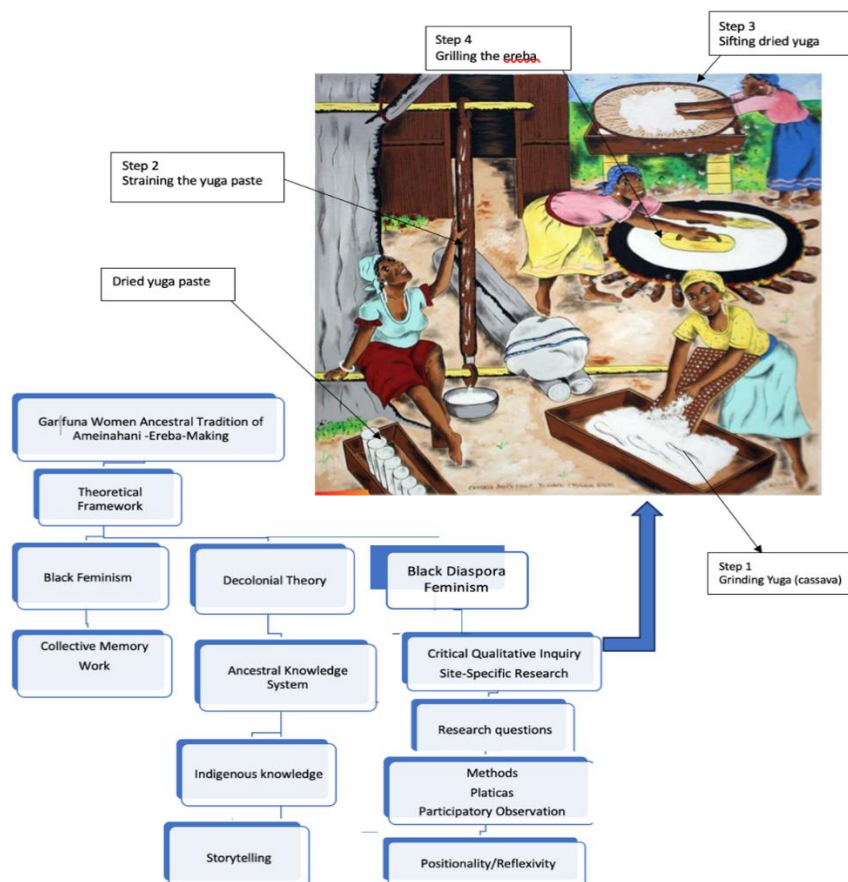 Step 4
Grilling the ereba
Step 3
Sifting dried yuga
Step 2
Straining the yuga paste
Dried yuga paste
Step 1
Grinding Yuga (cassava)
Garifuna Women Ancestral Tradition of
Ameinahani -Ereba-Making
Theoretical
Framework
Black Feminism
Decolonial Theory
Black Diaspora
Feminism
Collective Memory
Work
Ancestral Knowledge
System
Critical Qualitative Inquiry
Site-Specific Research
Indigenous knowledge
Research questions
Methods
Platicas
Participatory Observation
Storytelling
Positionality/Reflexivity